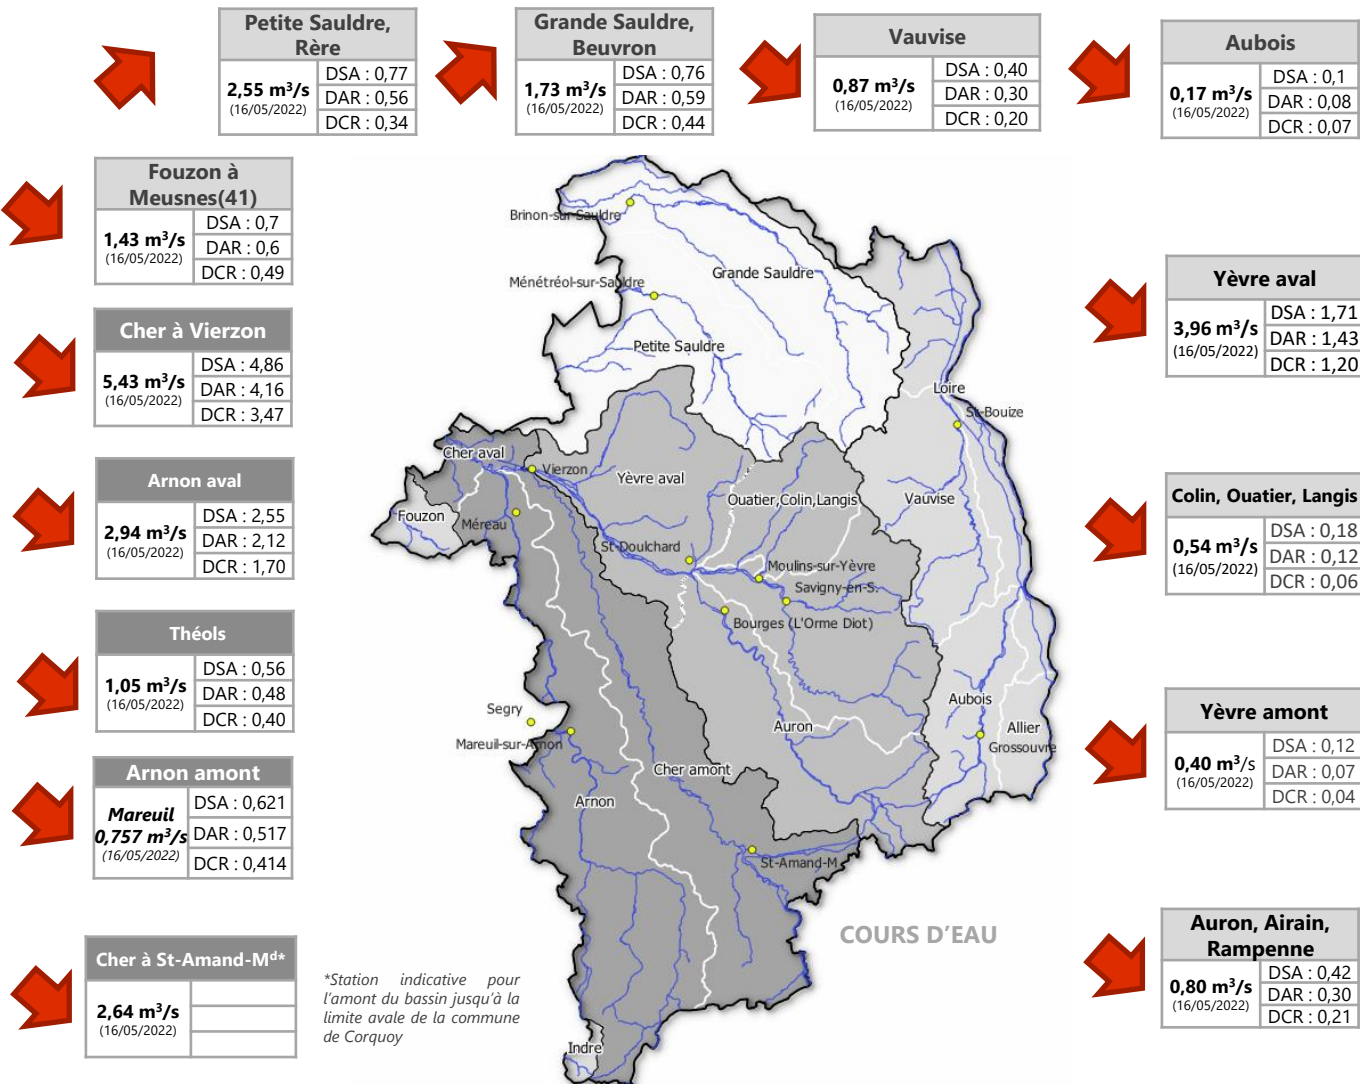 Petite Sauldre,
Rère
2,55 m³/s
(16/05/2022)
DSA : 0,77
DAR : 0,56
DCR : 0,34
Grande Sauldre,
Beuvron
1,73 m³/s
(16/05/2022)
DSA : 0,76
DAR : 0,59
DCR : 0,44
Vauvise
0,87 m³/s
(16/05/2022)
DSA : 0,40
DAR : 0,30
DCR : 0,20
Aubois
0,17 m³/s
(16/05/2022)
DSA : 0,1
DAR : 0,08
DCR : 0,07
Fouzon à
Meusnes(41)
1,43 m³/s
(16/05/2022)
DSA : 0,7
DAR : 0,6
DCR : 0,49
Cher à Vierzon
5,43 m³/s
(16/05/2022)
DSA : 4,86
DAR : 4,16
DCR : 3,47
Arnon aval
2,94 m³/s
(16/05/2022)
DSA : 2,55
DAR : 2,12
DCR : 1,70
Théols
1,05 m³/s
(16/05/2022)
DSA : 0,56
DAR : 0,48
DCR : 0,40
Arnon amont
Mareuil
0,757 m³/s
(16/05/2022)
DSA : 0,621
DAR : 0,517
DCR : 0,414
Cher à St-Amand-Mᵈ*
2,64 m³/s
(16/05/2022)
*Station indicative pour
l'amont du bassin jusqu'à la
limite avale de la commune
de Corquoy
Brinon-sur-Sauldre
Grande Sauldre
Ménétréol-sur-Sauldre
Petite Sauldre
Loire
St-Bouize
Cher aval
Vierzon
Yèvre aval
Ouatier,Colin,Langis
Vauvise
Fouzon
Méreau
St-Doulchard
Moulins-sur-Yèvre
Savigny-en-S.
Bourges (L'Orme Diot)
Segry
Mareuil-sur-Arnon
Aubois
Allier
Auron
Grossouvre
Cher amont
Arnon
St-Amand-M
Indre
COURS D'EAU
Yèvre aval
3,96 m³/s
(16/05/2022)
DSA : 1,71
DAR : 1,43
DCR : 1,20
Colin, Ouatier, Langis
0,54 m³/s
(16/05/2022)
DSA : 0,18
DAR : 0,12
DCR : 0,06
Yèvre amont
0,40 m³/s
(16/05/2022)
DSA : 0,12
DAR : 0,07
DCR : 0,04
Auron, Airain,
Rampenne
0,80 m³/s
(16/05/2022)
DSA : 0,42
DAR : 0,30
DCR : 0,21